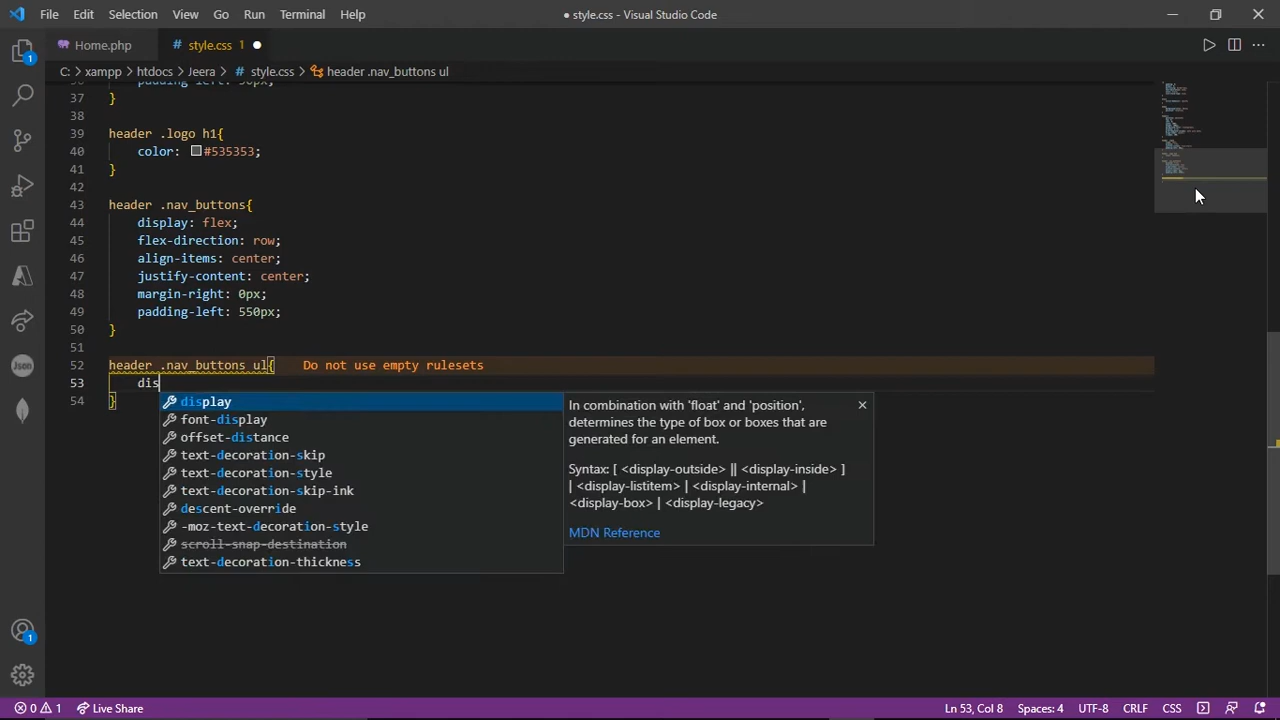 File Edit Selection View Go Run Terminal Help
● style.css - Visual Studio Code
Home.php
# style.css 1
C: > xampp > htdocs > Jeera > # style.css > header .nav_buttons ul
37 }
38
39 header .logo h1{
40 color: #535353;
41 }
42
43 header .nav_buttons{
44 display: flex;
45 flex-direction: row;
46 align-items: center;
47 justify-content: center;
48 margin-right: 0px;
49 padding-left: 550px;
50 }
51
52 header .nav_buttons ul{ Do not use empty rulesets
53 dis
54 }
display
font-display
offset-distance
text-decoration-skip
text-decoration-style
text-decoration-skip-ink
descent-override
-moz-text-decoration-style
scroll-snap-destination
text-decoration-thickness
In combination with 'float' and 'position',
determines the type of box or boxes that are
generated for an element.
Syntax: [ <display-outside> || <display-inside> ]
| <display-listitem> | <display-internal> |
<display-box> | <display-legacy>
MDN Reference
1
JSON
1
0 1 Live Share
Ln 53, Col 8 Spaces: 4 UTF-8 CRLF CSS